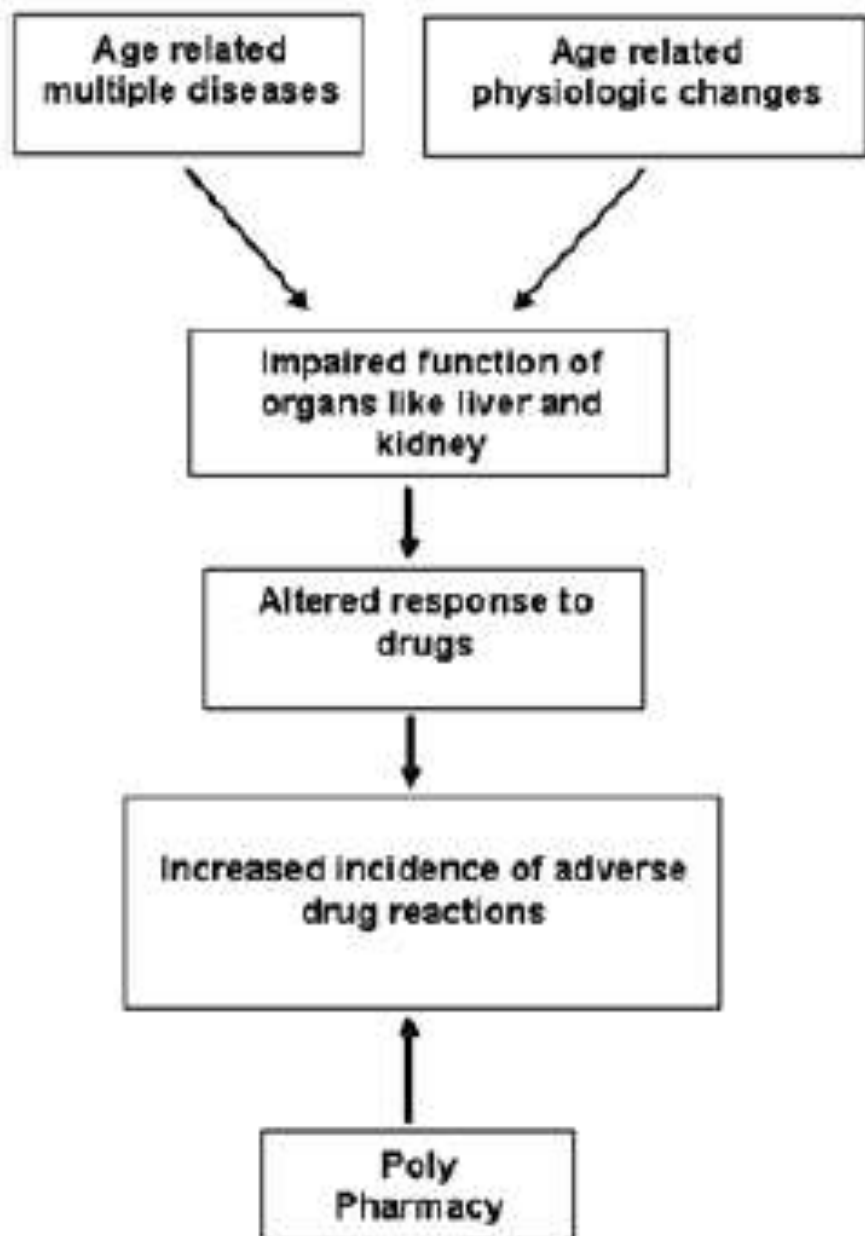 Age related
multiple diseases
Age related
physiologic changes
Impaired function of
organs like liver and
kidney
Altered response to
drugs
Increased incidence of adverse
drug reactions
Poly
Pharmacy